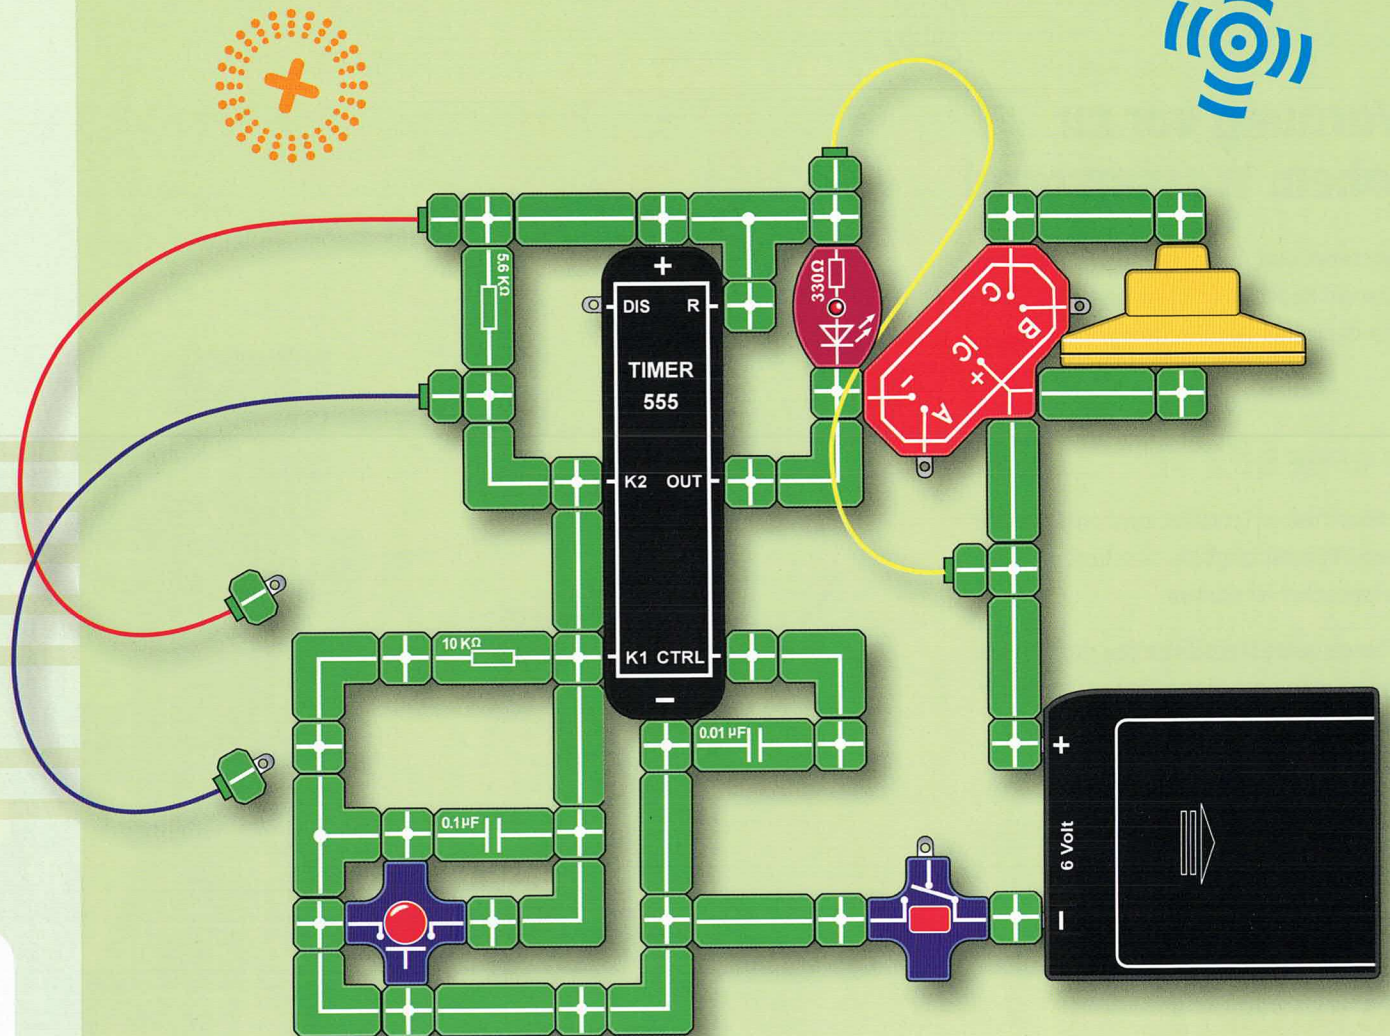 +
5.6 KΩ
330Ω
DIS R
C
B
TIMER
555
IC
+
−
A
K2 OUT
10 KΩ
K1 CTRL
−
0.01 µF
+
0.1µF
6 Volt
−